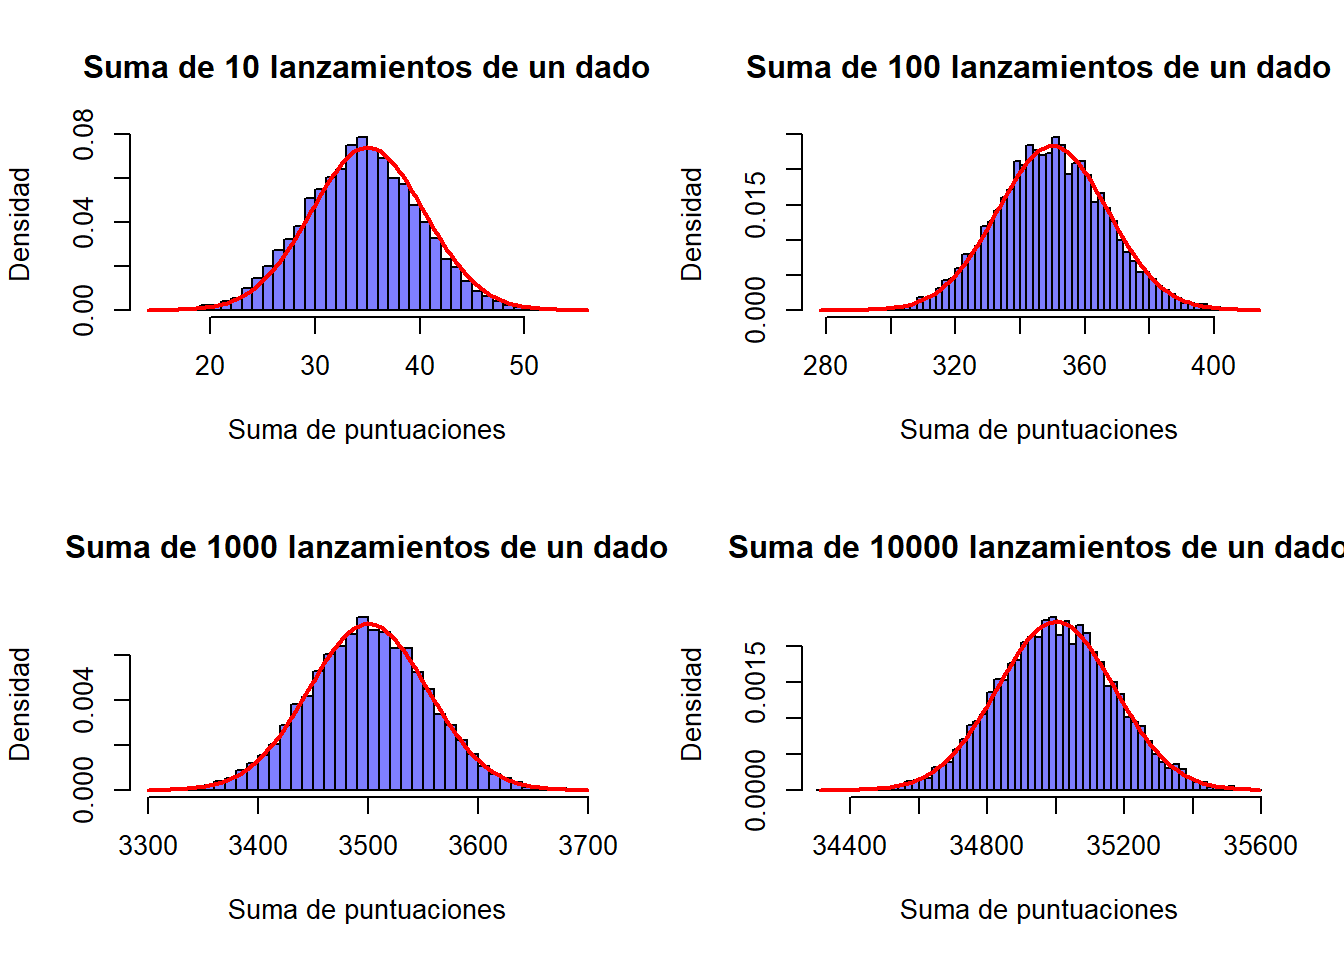 Suma de 10 lanzamientos de un dado
Densidad
0.00 0.04 0.08
20 30 40 50
Suma de puntuaciones
Suma de 100 lanzamientos de un dado
Densidad
0.000 0.015
280 320 360 400
Suma de puntuaciones
Suma de 1000 lanzamientos de un dado
Densidad
0.000 0.004
3300 3400 3500 3600 3700
Suma de puntuaciones
Suma de 10000 lanzamientos de un dado
Densidad
0.0000 0.0015
34400 34800 35200 35600
Suma de puntuaciones